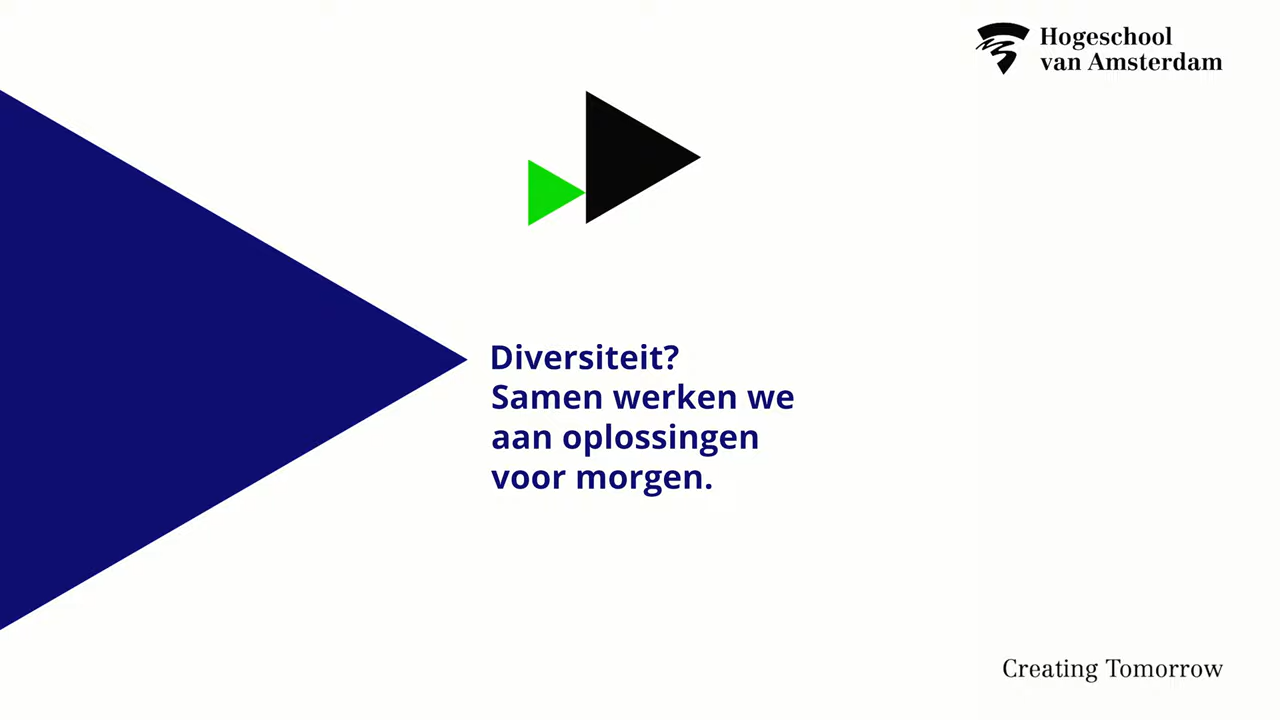 Hogeschool
van Amsterdam
Diversiteit?
Samen werken we
aan oplossingen
voor morgen.
Creating Tomorrow